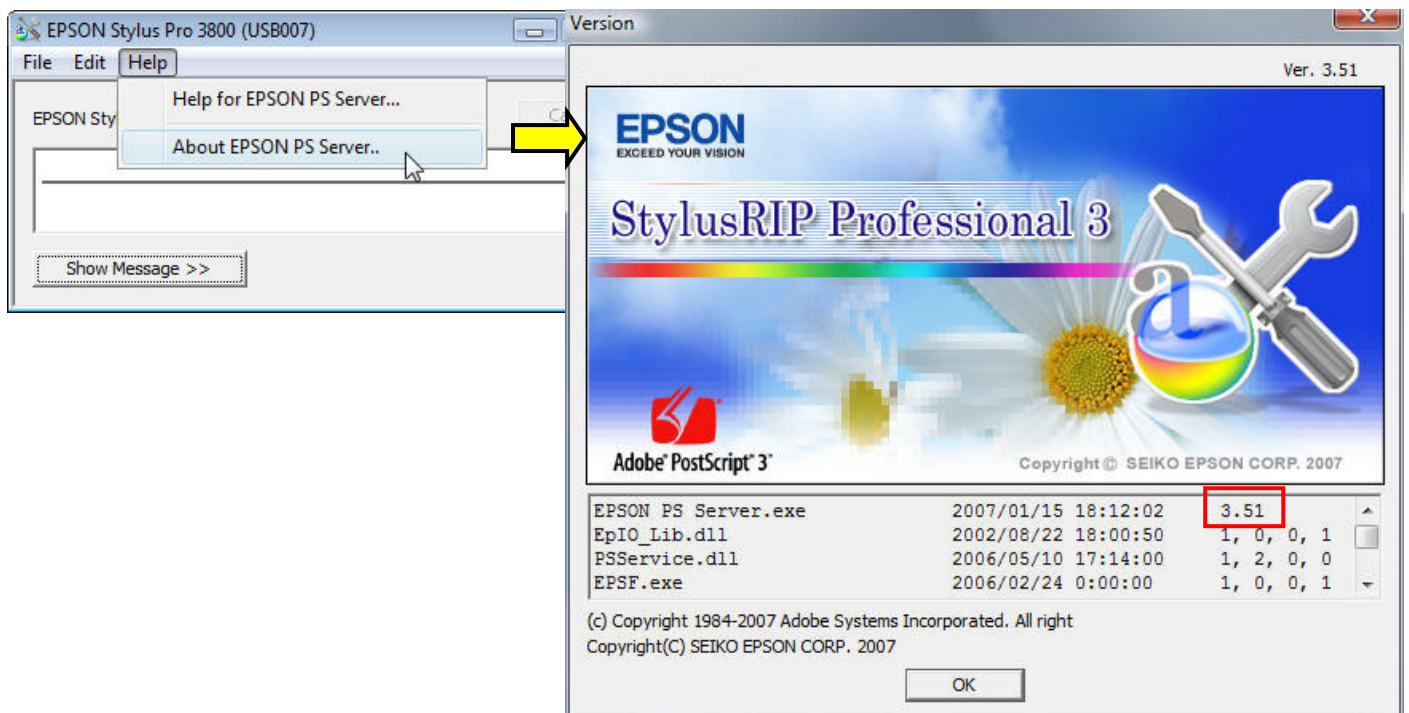 EPSON Stylus Pro 3800 (USB007)
File Edit Help
Help for EPSON PS Server...
EPSON Sty
About EPSON PS Server..
Show Message >>
Version
Ver. 3.51
EPSON
EXCEED YOUR VISION
StylusRIP Professional 3
a
Adobe® PostScript® 3™
Copyright© SEIKO EPSON CORP. 2007
EPSON PS Server.exe 2007/01/15 18:12:02 3.51
EpIO_Lib.dll 2002/08/22 18:00:50 1, 0, 0, 1
PSService.dll 2006/05/10 17:14:00 1, 2, 0, 0
EPSF.exe 2006/02/24 0:00:00 1, 0, 0, 1
(c) Copyright 1984-2007 Adobe Systems Incorporated. All right
Copyright(C) SEIKO EPSON CORP. 2007
OK